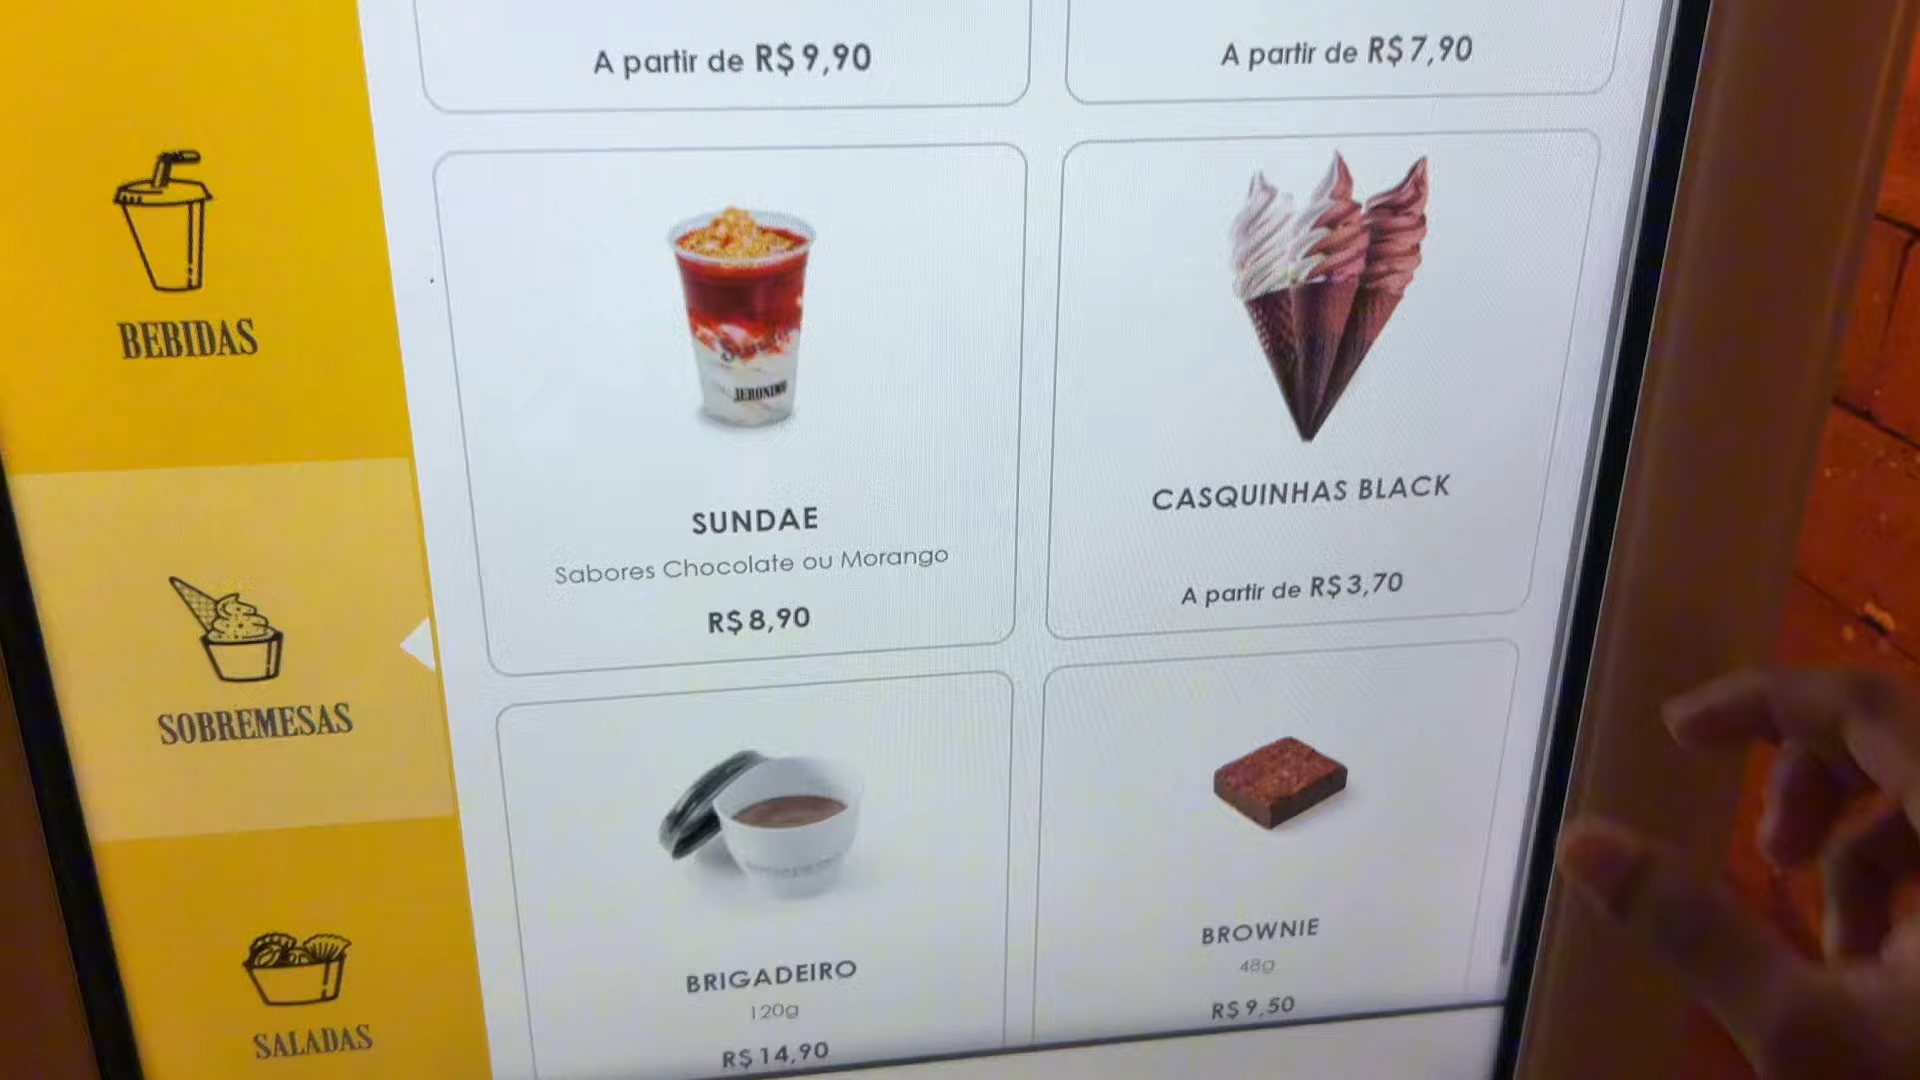 A partir de R$ 9,90
A partir de R$ 7,90
BEBIDAS
JERONIMO
SUNDAE
Sabores Chocolate ou Morango
R$ 8,90
CASQUINHAS BLACK
A partir de R$ 3,70
SOBREMESAS
BRIGADEIRO
120g
R$ 14,90
BROWNIE
48g
R$ 9,50
SALADAS